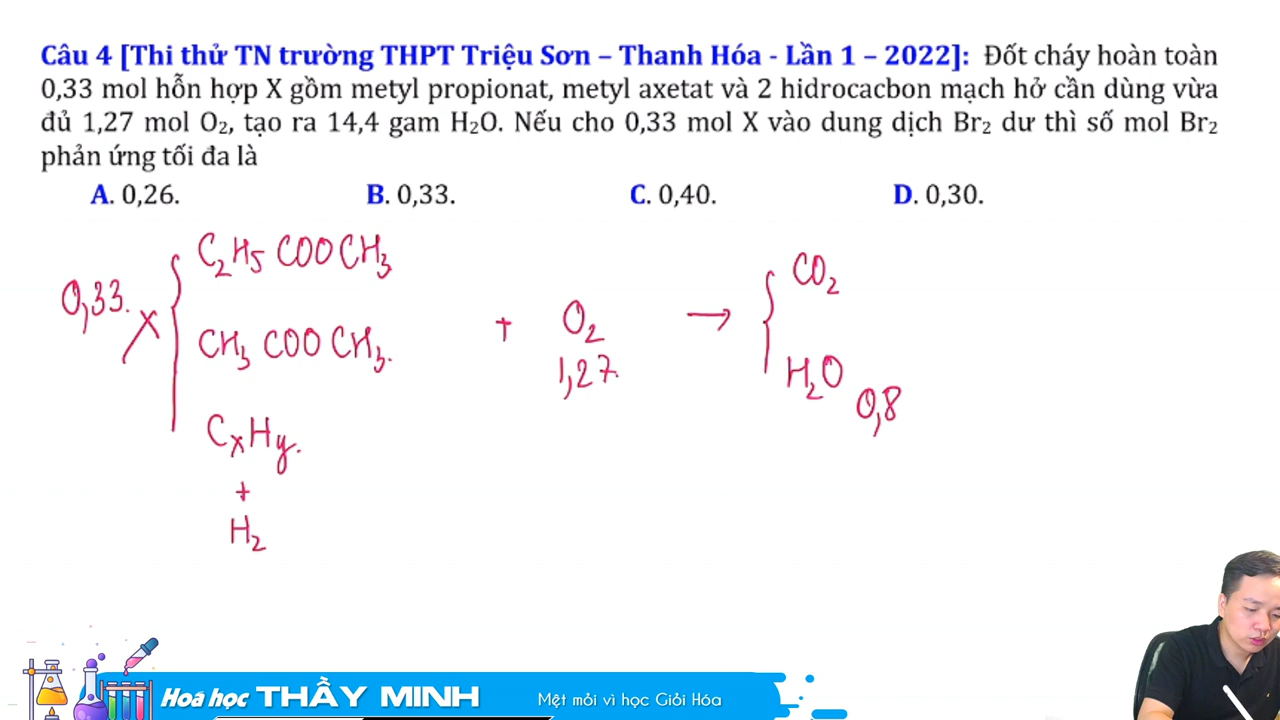 Câu 4 [Thi thử TN trường THPT Triệu Sơn – Thanh Hóa - Lần 1 – 2022]: Đốt cháy hoàn toàn
0,33 mol hỗn hợp X gồm metyl propionat, metyl axetat và 2 hidrocacbon mạch hở cần dùng vừa
đủ 1,27 mol O₂, tạo ra 14,4 gam H₂O. Nếu cho 0,33 mol X vào dung dịch Br₂ dư thì số mol Br₂
phản ứng tối đa là
A. 0,26. B. 0,33. C. 0,40. D. 0,30.
C₂H₅COOCH₃
0,33. X { CH₃COOCH₃. + O₂ → { CO₂
1,27. H₂O 0,8
CₓHy.
+
H₂
Hoá học THẦY MINH Mệt mỏi vì học Giỏi Hóa